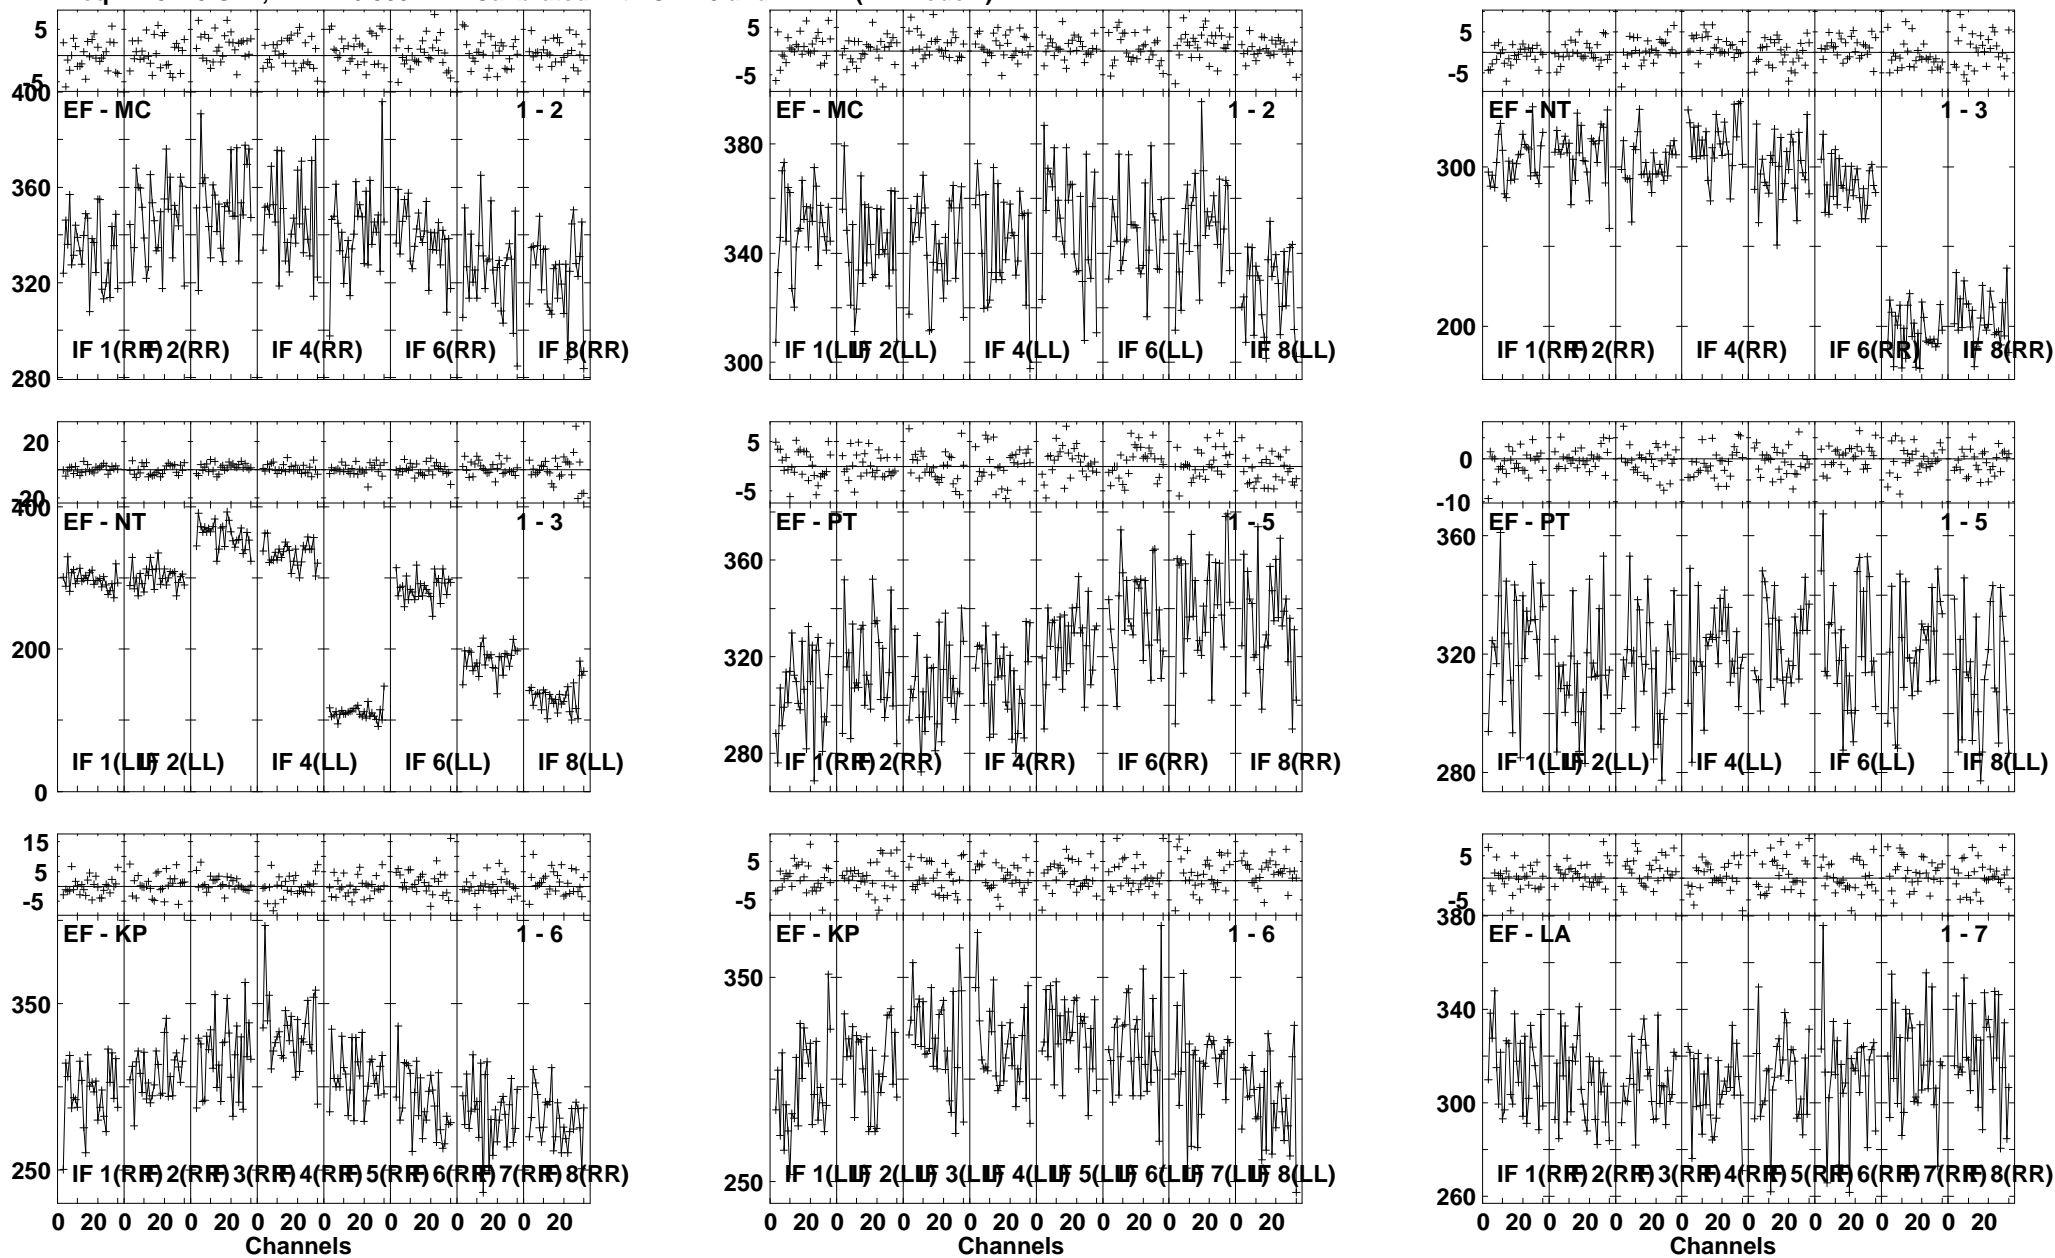 5
-5
400
EF - MC 1 - 2
360
320
280
IF 1(RR) IF 2(RR) IF 4(RR) IF 6(RR) IF 8(RR)
5
-5
EF - MC 1 - 2
380
340
300
IF 1(LL) IF 2(LL) IF 4(LL) IF 6(LL) IF 8(LL)
5
-5
EF - NT 1 - 3
300
200
IF 1(RR) IF 2(RR) IF 4(RR) IF 6(RR) IF 8(RR)
20
-20
400
EF - NT 1 - 3
200
0
IF 1(LL) IF 2(LL) IF 4(LL) IF 6(LL) IF 8(LL)
5
-5
EF - PT 1 - 5
360
320
280
IF 1(RR) IF 2(RR) IF 4(RR) IF 6(RR) IF 8(RR)
0
-10
EF - PT 1 - 5
360
320
280
IF 1(LL) IF 2(LL) IF 4(LL) IF 6(LL) IF 8(LL)
15
5
-5
EF - KP 1 - 6
350
250
IF 1(RR) IF 2(RR) IF 3(RR) IF 4(RR) IF 5(RR) IF 6(RR) IF 7(RR) IF 8(RR)
0 20 0 20 0 20 0 20 0 20 0 20 0 20 0 20
Channels
5
-5
EF - KP 1 - 6
350
250
IF 1(LL) IF 2(LL) IF 3(LL) IF 4(LL) IF 5(LL) IF 6(LL) IF 7(LL) IF 8(LL)
0 20 0 20 0 20 0 20 0 20 0 20 0 20 0 20
Channels
5
-5
380
EF - LA 1 - 7
340
300
260
IF 1(RR) IF 2(RR) IF 3(RR) IF 4(RR) IF 5(RR) IF 6(RR) IF 7(RR) IF 8(RR)
0 20 0 20 0 20 0 20 0 20 0 20 0 20 0 20
Channels